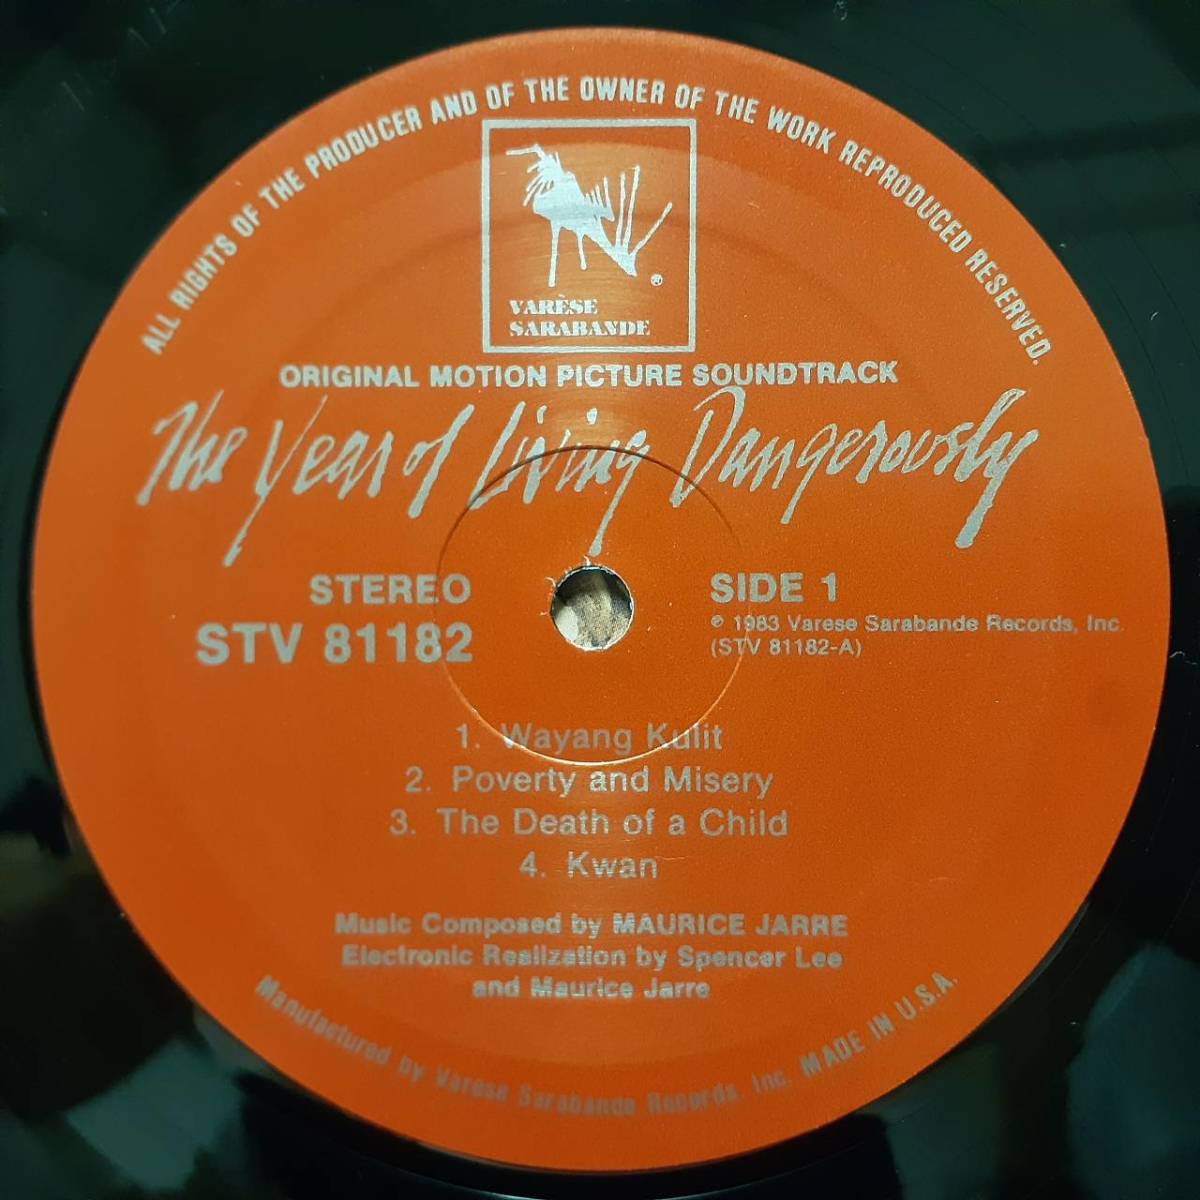 ALL RIGHTS OF THE PRODUCER AND OF THE OWNER OF THE WORK REPRODUCED RESERVED.
VARÈSE
SARABANDE
®
ORIGINAL MOTION PICTURE SOUNDTRACK
The Year of Living Dangerously
STEREO
STV 81182
SIDE 1
℗ 1983 Varese Sarabande Records, Inc.
(STV 81182-A)
1. Wayang Kulit
2. Poverty and Misery
3. The Death of a Child
4. Kwan
Music Composed by MAURICE JARRE
Electronic Realization by Spencer Lee
and Maurice Jarre
Manufactured by Varese Sarabande Records, Inc. MADE IN U.S.A.